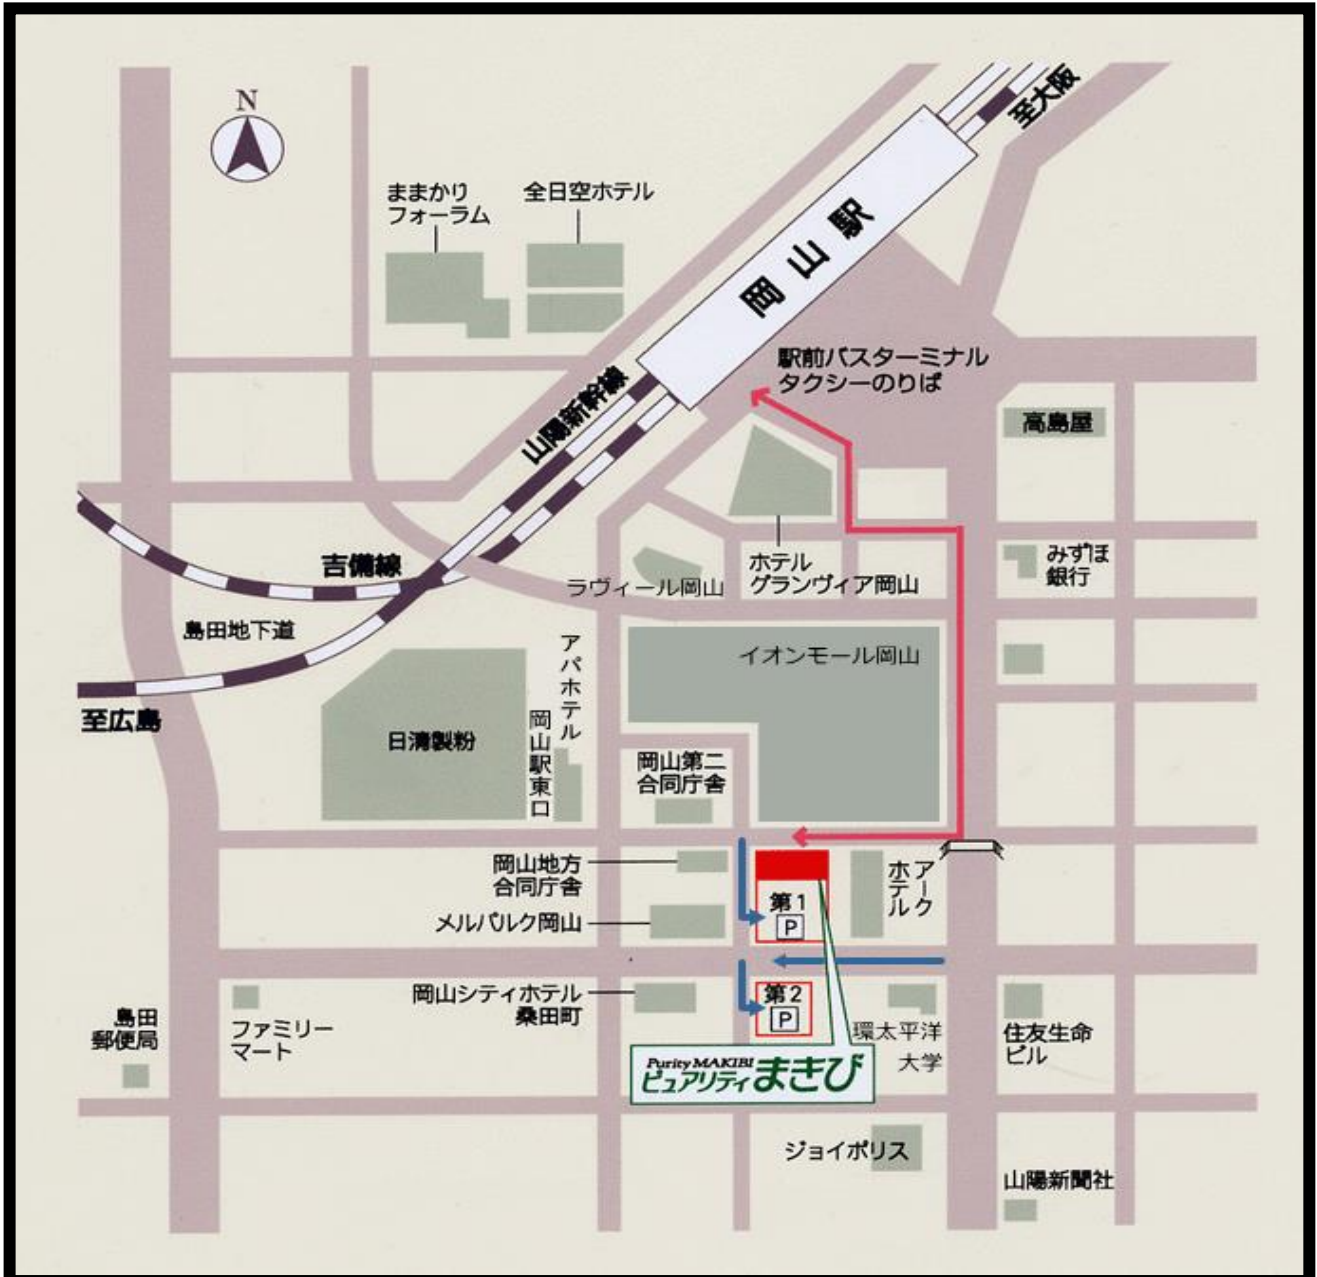 N
至大阪
ままかり
フォーラム
全日空ホテル
岡山駅
駅前バスターミナル
タクシーのりば
山陽新幹線
高島屋
吉備線
ホテル
グランヴィア岡山
みずほ
銀行
ラヴィール岡山
島田地下道
アパホテル
イオンモール岡山
至広島
日清製粉
岡山駅東口
岡山第二
合同庁舎
岡山地方
合同庁舎
アーク
ホテル
第1
P
メルパルク岡山
岡山シティホテル
桑田町
第2
P
島田
郵便局
ファミリー
マート
環太平洋
大学
住友生命
ビル
Purity MAKIBI
ピュアリティまきび
ジョイポリス
山陽新聞社